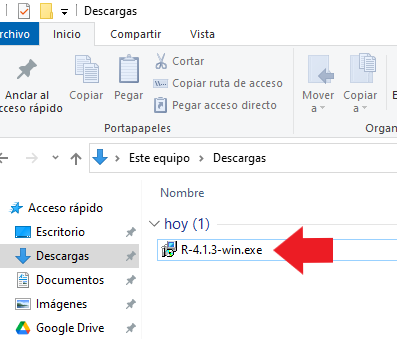 Descargas
Archivo Inicio Compartir Vista
Anclar al acceso rápido
Copiar
Pegar
Cortar
Copiar ruta de acceso
Pegar acceso directo
Mover a
Copiar a
Portapapeles
Organ
Este equipo > Descargas
Nombre
Acceso rápido
Escritorio
Descargas
Documentos
Imágenes
Google Drive
hoy (1)
R-4.1.3-win.exe